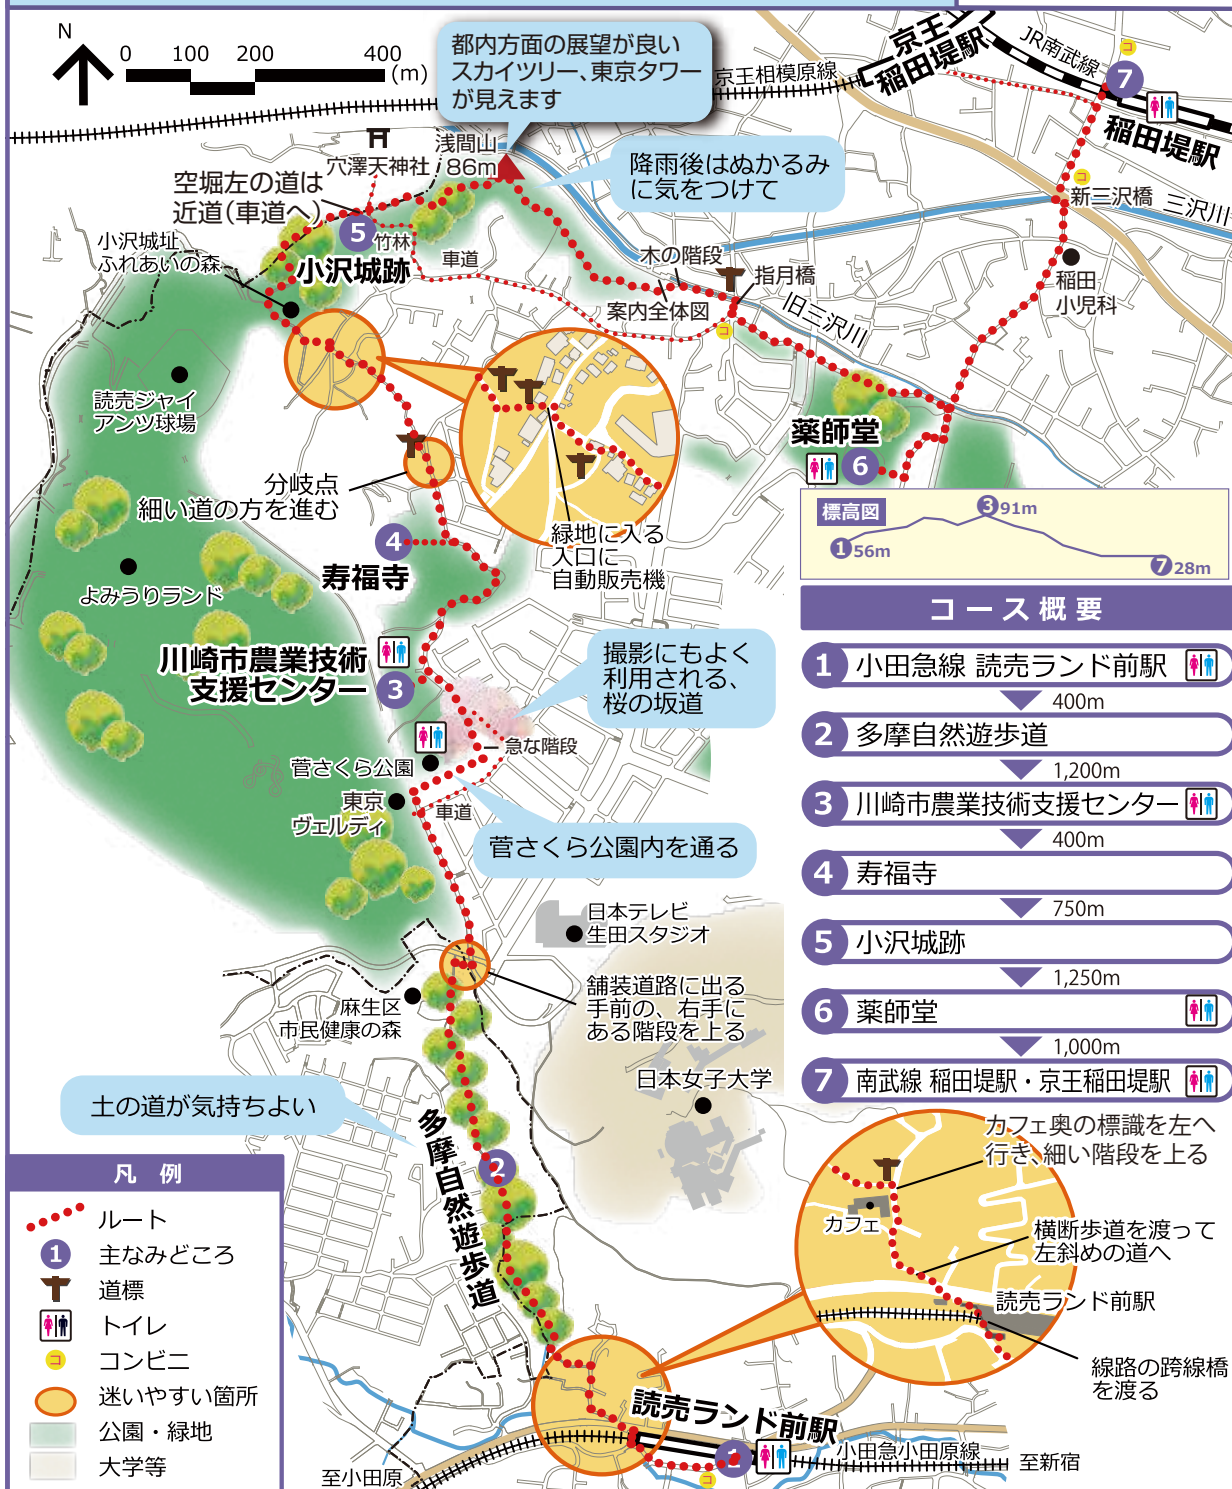 N
0 100 200 400 (m)
都内方面の展望が良い
スカイツリー、東京タワー
が見えます
京王相模原線
京王
稲田堤駅
JR南武線
コ
7
稲田堤駅
穴澤天神社
浅間山
86m
降雨後はぬかるみ
に気をつけて
コ
新三沢橋
三沢川
空堀左の道は
近道(車道へ)
5
竹林
小沢城跡
小沢城址
ふれあいの森
車道
木の階段
指月橋
案内全体図
コ
旧三沢川
稲田
小児科
読売ジャイ
アンツ球場
薬師堂
6
分岐点
細い道の方を進む
緑地に入る
入口に
自動販売機
標高図
1 56m
3 91m
7 28m
4
寿福寺
よみうりランド
川崎市農業技術
支援センター
3
撮影にもよく
利用される、
桜の坂道
急な階段
菅さくら公園
東京
ヴェルディ
車道
菅さくら公園内を通る
コース概要
1 小田急線 読売ランド前駅
400m
2 多摩自然遊歩道
1,200m
3 川崎市農業技術支援センター
400m
4 寿福寺
750m
5 小沢城跡
1,250m
6 薬師堂
1,000m
7 南武線 稲田堤駅・京王稲田堤駅
日本テレビ
生田スタジオ
舗装道路に出る
手前の、右手に
ある階段を上る
麻生区
市民健康の森
日本女子大学
土の道が気持ちよい
多摩自然遊歩道
2
カフェ奥の標識を左へ
行き、細い階段を上る
カフェ
横断歩道を渡って
左斜めの道へ
読売ランド前駅
線路の跨線橋
を渡る
凡 例
ルート
1 主なみどころ
道標
トイレ
コ コンビニ
迷いやすい箇所
公園・緑地
大学等
読売ランド前駅
1
コ
小田急小田原線
至小田原
至新宿